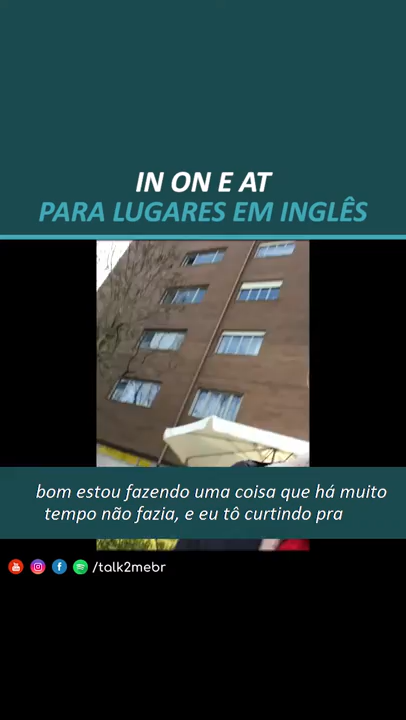 IN ON E AT
PARA LUGARES EM INGLÊS
bom estou fazendo uma coisa que há muito
tempo não fazia, e eu tô curtindo pra
/talk2mebr